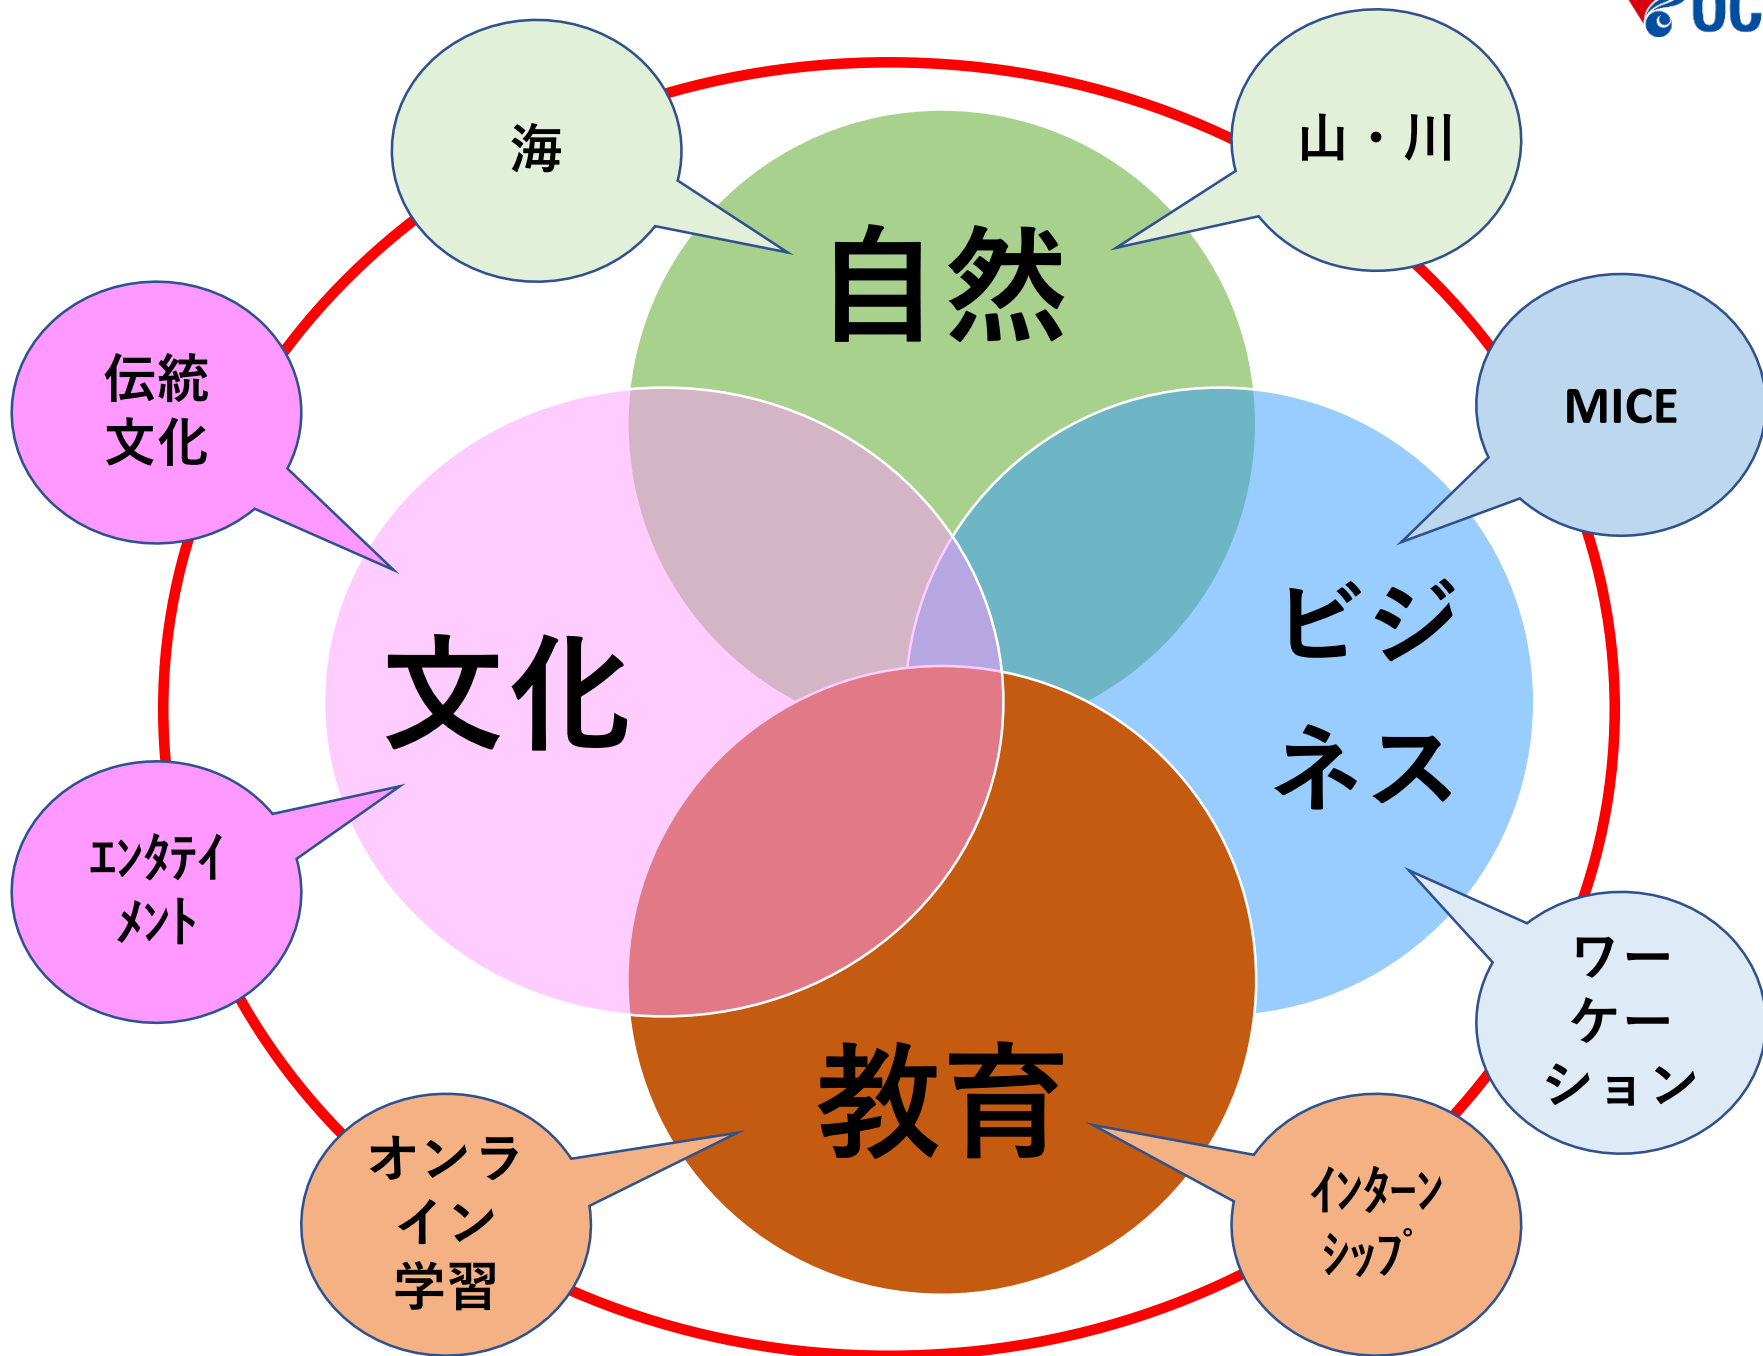 OC
海
山・川
自然
伝統
文化
MICE
ビジ
ネス
文化
ｴﾝﾀﾃｲ
ﾒﾝﾄ
ワー
ケー
ション
教育
オンラ
イン
学習
ｲﾝﾀｰﾝ
ｼｯﾌﾟ